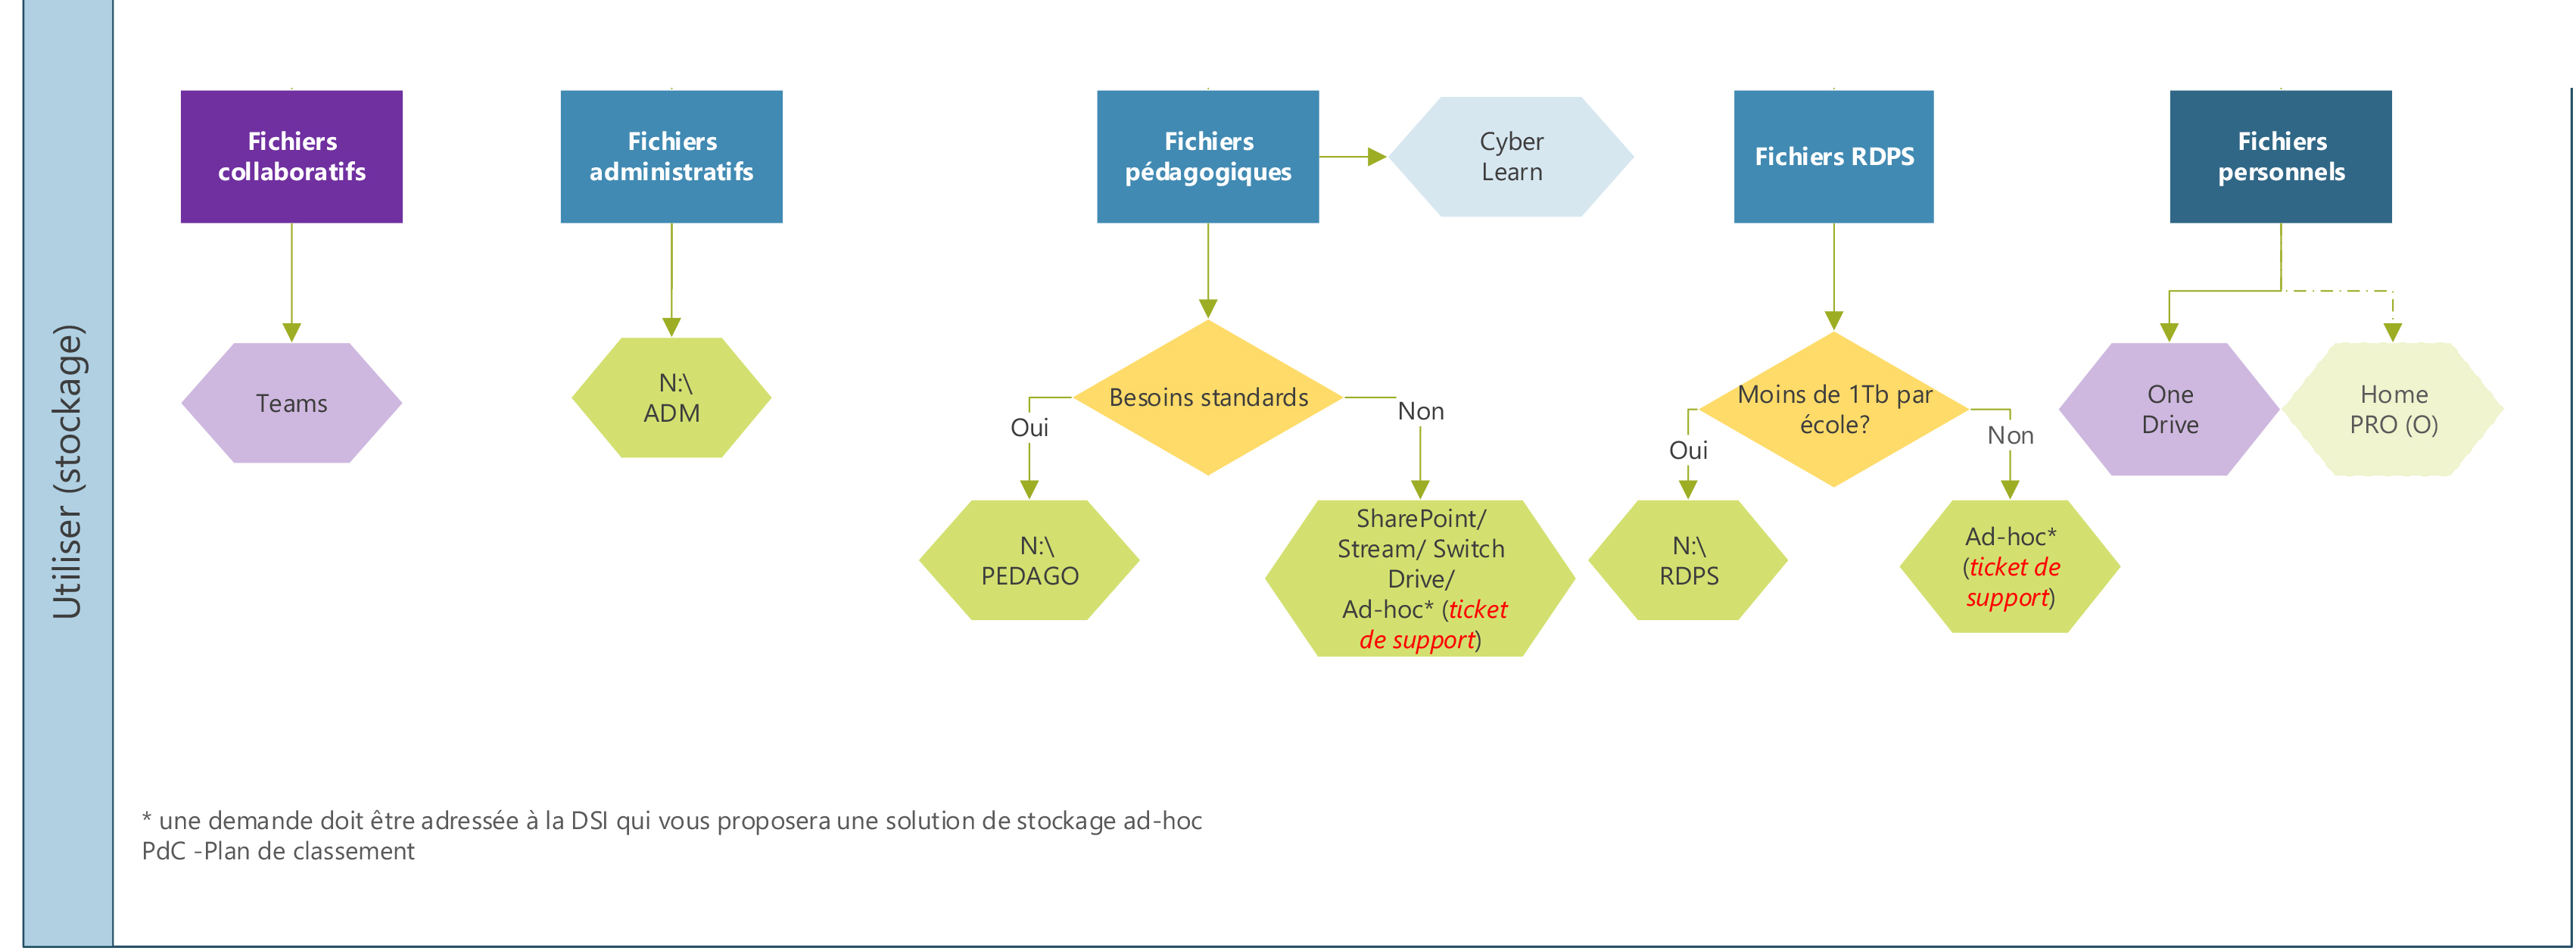 Utiliser (stockage)
Fichiers
collaboratifs
Teams
Fichiers
administratifs
N:\
ADM
Fichiers
pédagogiques
Cyber
Learn
Besoins standards
Oui
Non
N:\
PEDAGO
SharePoint/
Stream/ Switch
Drive/
Ad-hoc* (ticket
de support)
Fichiers RDPS
Moins de 1Tb par
école?
Oui
Non
N:\
RDPS
Ad-hoc*
(ticket de
support)
Fichiers
personnels
One
Drive
Home
PRO (O)
* une demande doit être adressée à la DSI qui vous proposera une solution de stockage ad-hoc
PdC -Plan de classement